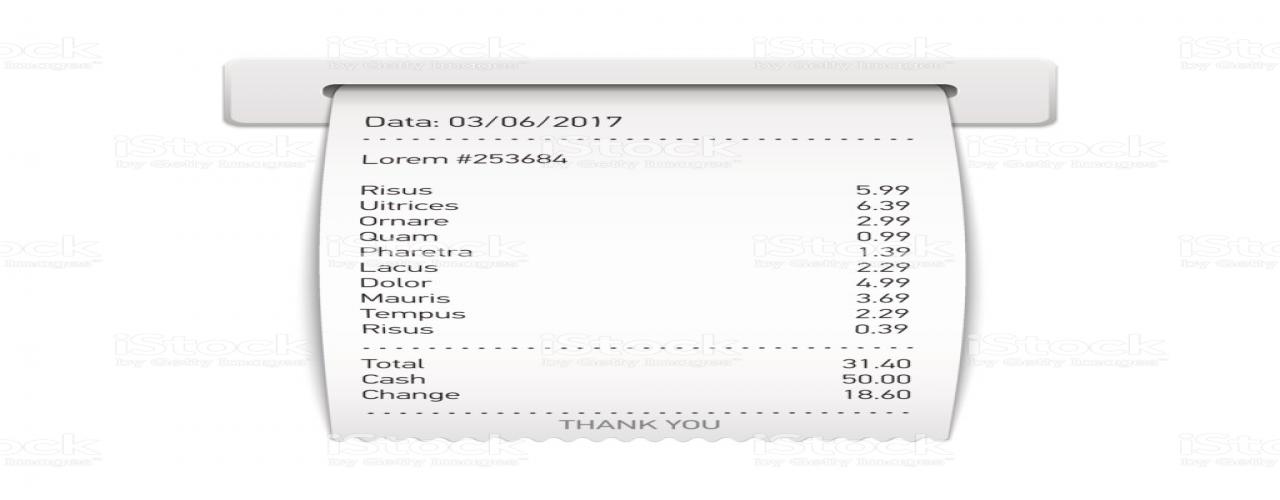 Data: 03/06/2017
Lorem #253684
Risus 5.99
Uitrices 6.39
Ornare 2.99
Quam 0.99
Pharetra 1.39
Lacus 2.29
Dolor 4.99
Mauris 3.69
Tempus 2.29
Risus 0.39
Total 31.40
Cash 50.00
Change 18.60
THANK YOU
iStock
by Getty Images™